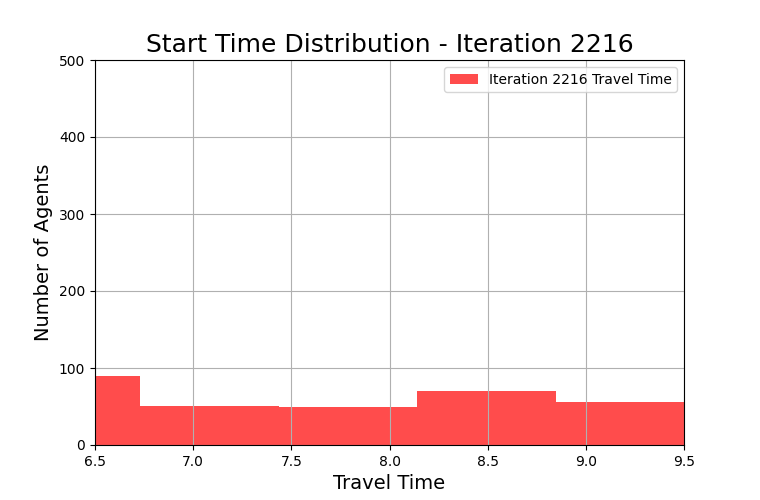 Start Time Distribution - Iteration 2216
500
400
300
200
100
0
Number of Agents
Iteration 2216 Travel Time
6.5 7.0 7.5 8.0 8.5 9.0 9.5
Travel Time